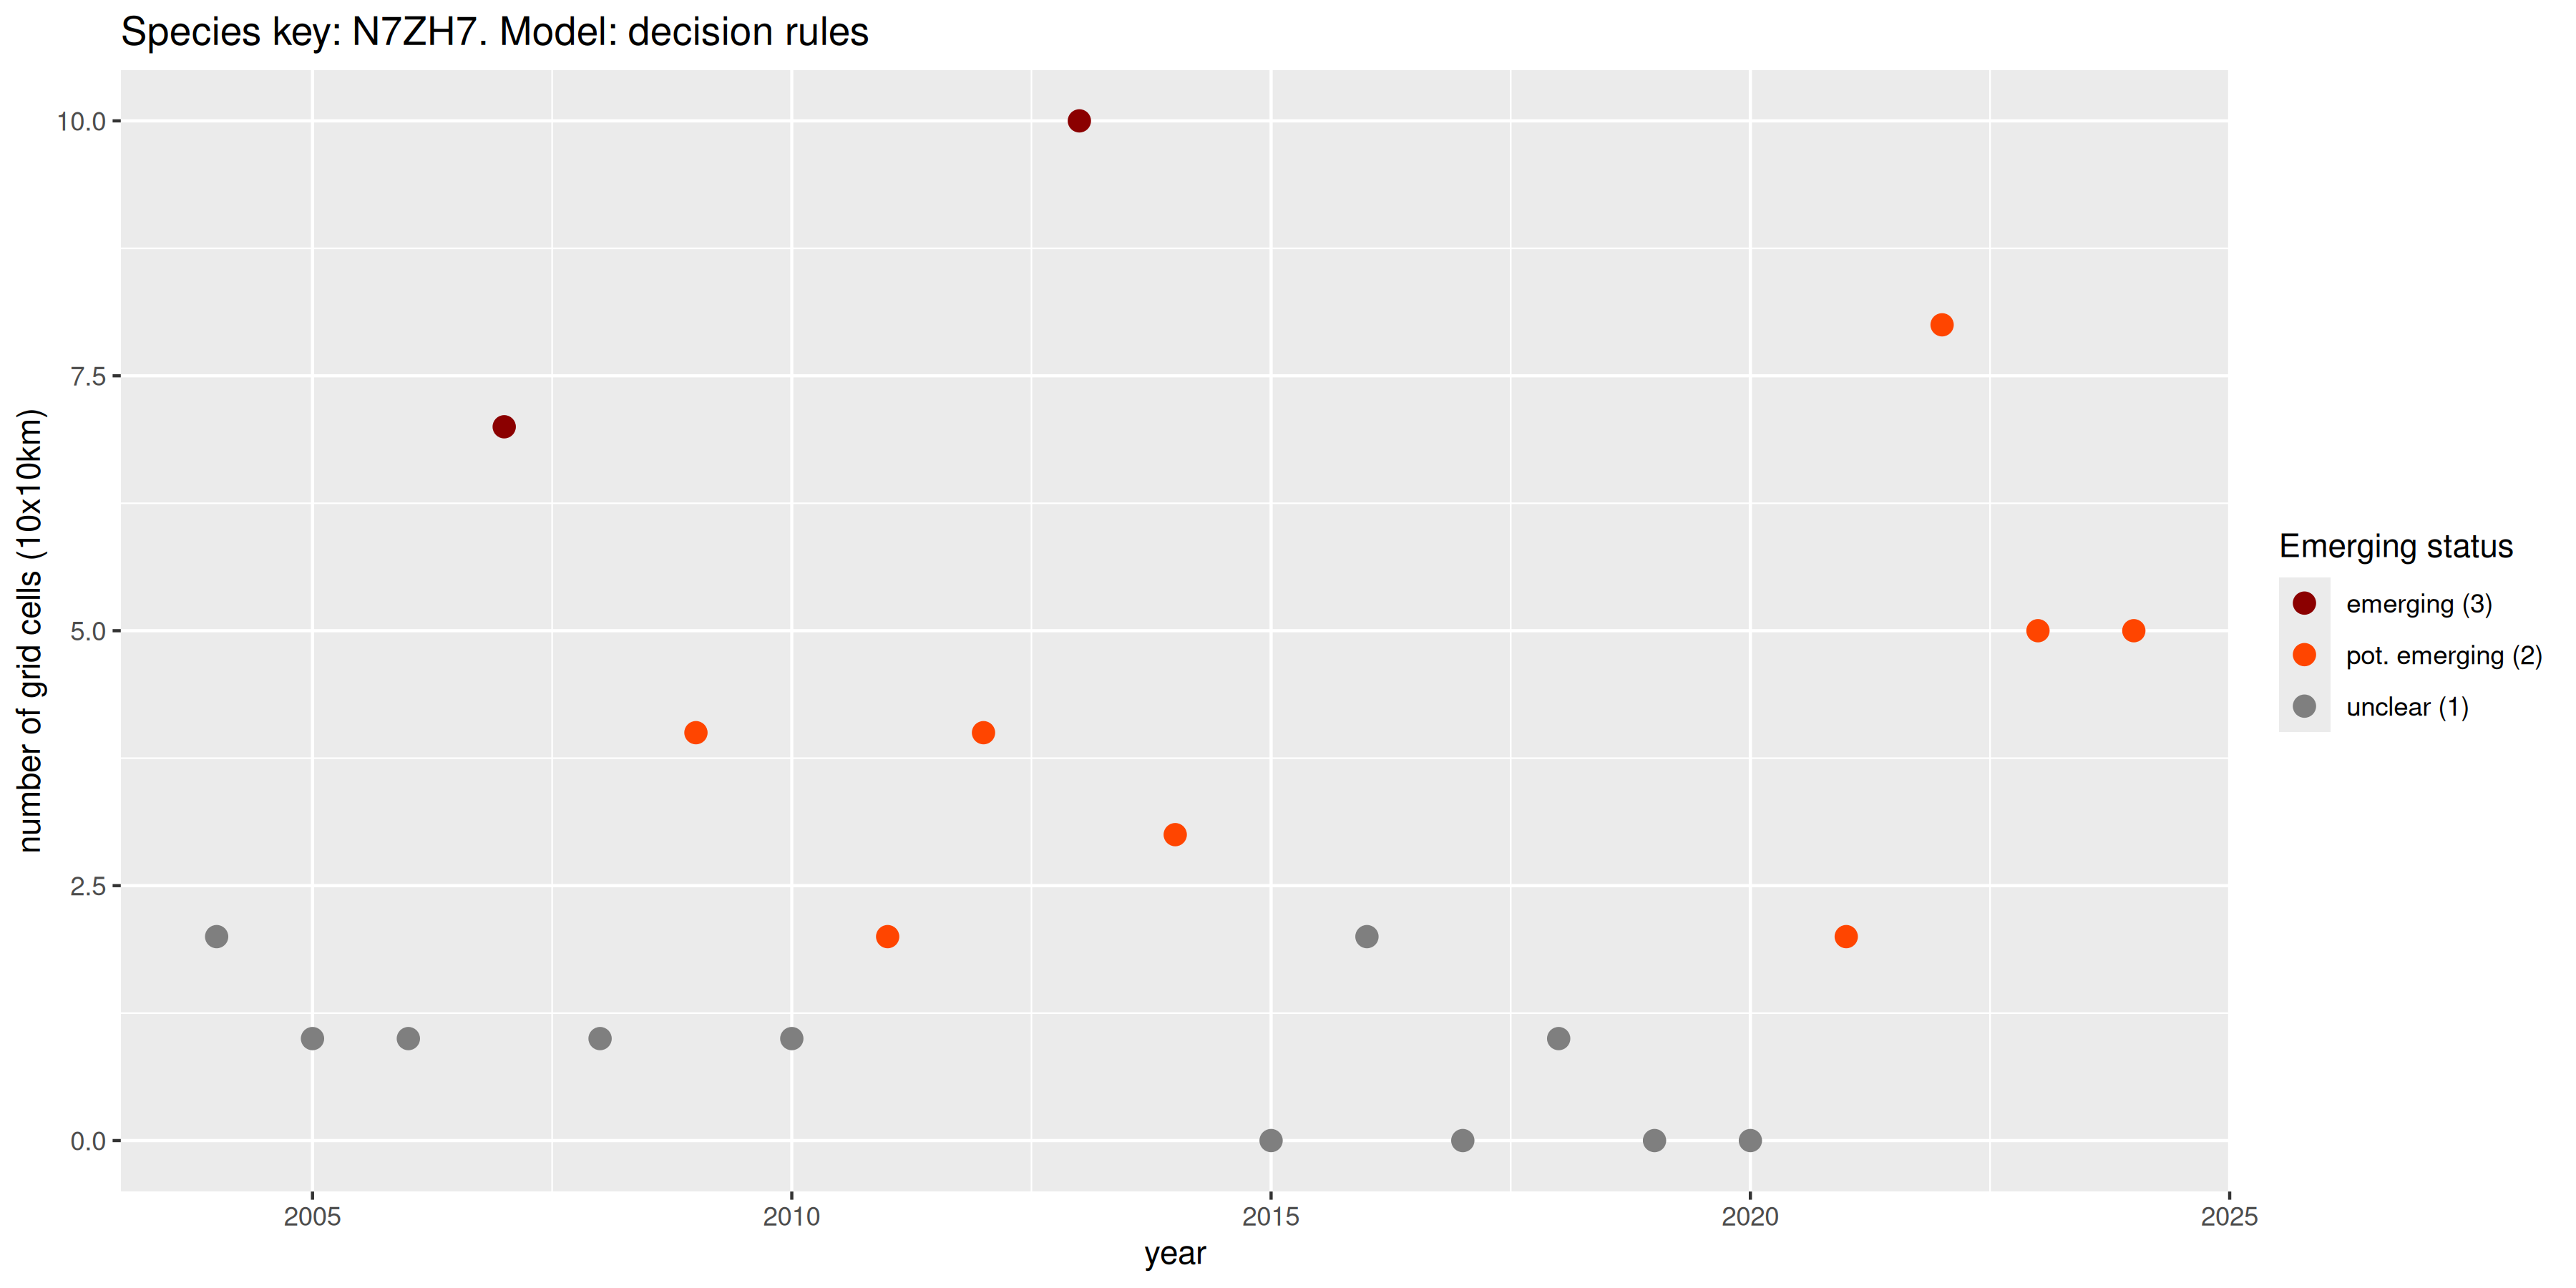 Species key: N7ZH7. Model: decision rules
number of grid cells (10x10km)
10.0
7.5
5.0
2.5
0.0
2005
2010
2015
2020
2025
year
Emerging status
emerging (3)
pot. emerging (2)
unclear (1)